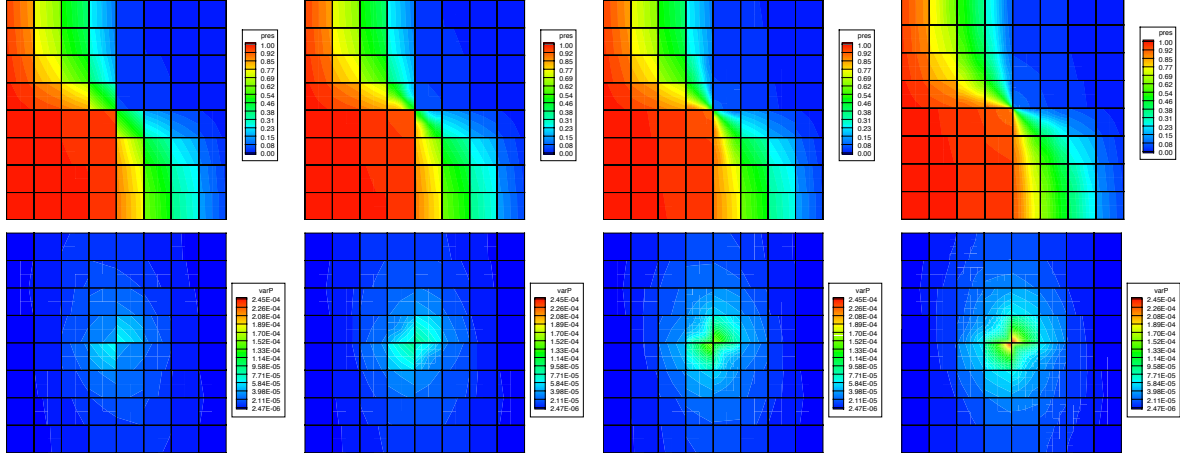 pres
1.00
0.92
0.85
0.77
0.69
0.62
0.54
0.46
0.38
0.31
0.23
0.15
0.08
0.00
pres
1.00
0.92
0.85
0.77
0.69
0.62
0.54
0.46
0.38
0.31
0.23
0.15
0.08
0.00
pres
1.00
0.92
0.85
0.77
0.69
0.62
0.54
0.46
0.38
0.31
0.23
0.15
0.08
0.00
pres
1.00
0.92
0.85
0.77
0.69
0.62
0.54
0.46
0.38
0.31
0.23
0.15
0.08
0.00
varP
2.45E-04
2.26E-04
2.08E-04
1.89E-04
1.70E-04
1.52E-04
1.33E-04
1.14E-04
9.58E-05
7.71E-05
5.84E-05
3.98E-05
2.11E-05
2.47E-06
varP
2.45E-04
2.26E-04
2.08E-04
1.89E-04
1.70E-04
1.52E-04
1.33E-04
1.14E-04
9.58E-05
7.71E-05
5.84E-05
3.98E-05
2.11E-05
2.47E-06
varP
2.45E-04
2.26E-04
2.08E-04
1.89E-04
1.70E-04
1.52E-04
1.33E-04
1.14E-04
9.58E-05
7.71E-05
5.84E-05
3.98E-05
2.11E-05
2.47E-06
varP
2.45E-04
2.26E-04
2.08E-04
1.89E-04
1.70E-04
1.52E-04
1.33E-04
1.14E-04
9.58E-05
7.71E-05
5.84E-05
3.98E-05
2.11E-05
2.47E-06